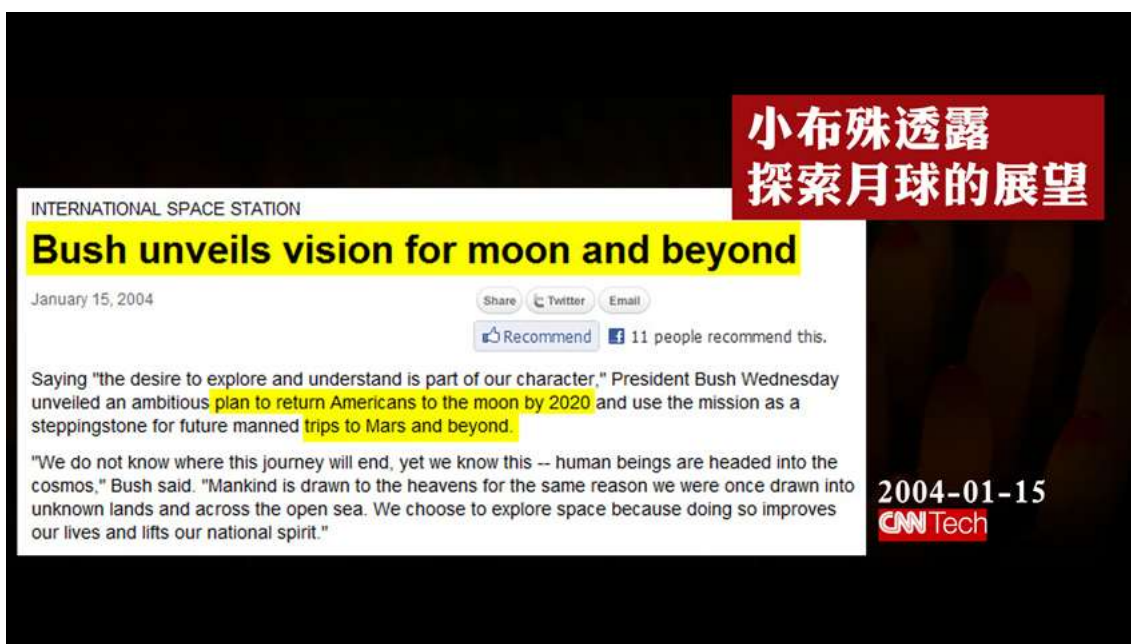 小布殊透露
探索月球的展望
INTERNATIONAL SPACE STATION
Bush unveils vision for moon and beyond
January 15, 2004
Share
Twitter
Email
Recommend
11 people recommend this.
Saying "the desire to explore and understand is part of our character," President Bush Wednesday
unveiled an ambitious plan to return Americans to the moon by 2020 and use the mission as a
steppingstone for future manned trips to Mars and beyond.
"We do not know where this journey will end, yet we know this -- human beings are headed into the
cosmos," Bush said. "Mankind is drawn to the heavens for the same reason we were once drawn into
unknown lands and across the open sea. We choose to explore space because doing so improves
our lives and lifts our national spirit."
2004-01-15
CNN Tech